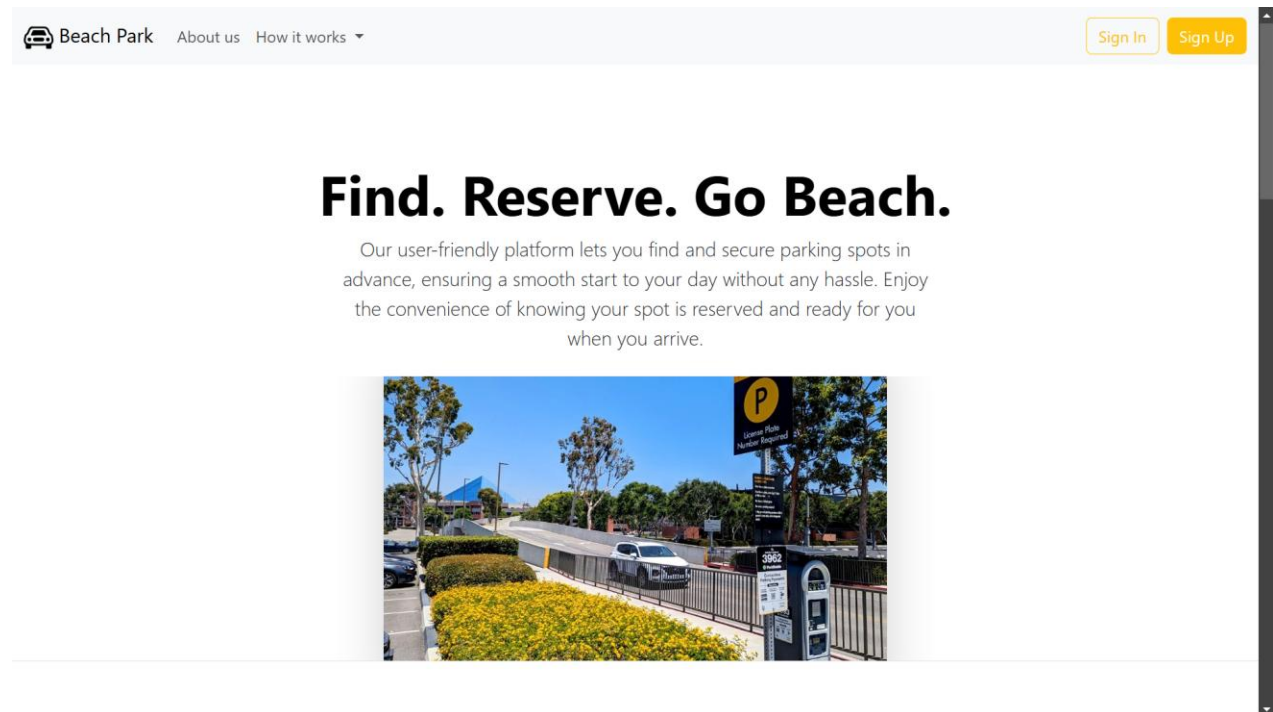 Beach Park About us How it works Sign In Sign Up
Find. Reserve. Go Beach.
Our user-friendly platform lets you find and secure parking spots in
advance, ensuring a smooth start to your day without any hassle. Enjoy
the convenience of knowing your spot is reserved and ready for you
when you arrive.
P
License Plate
Number Required
3962